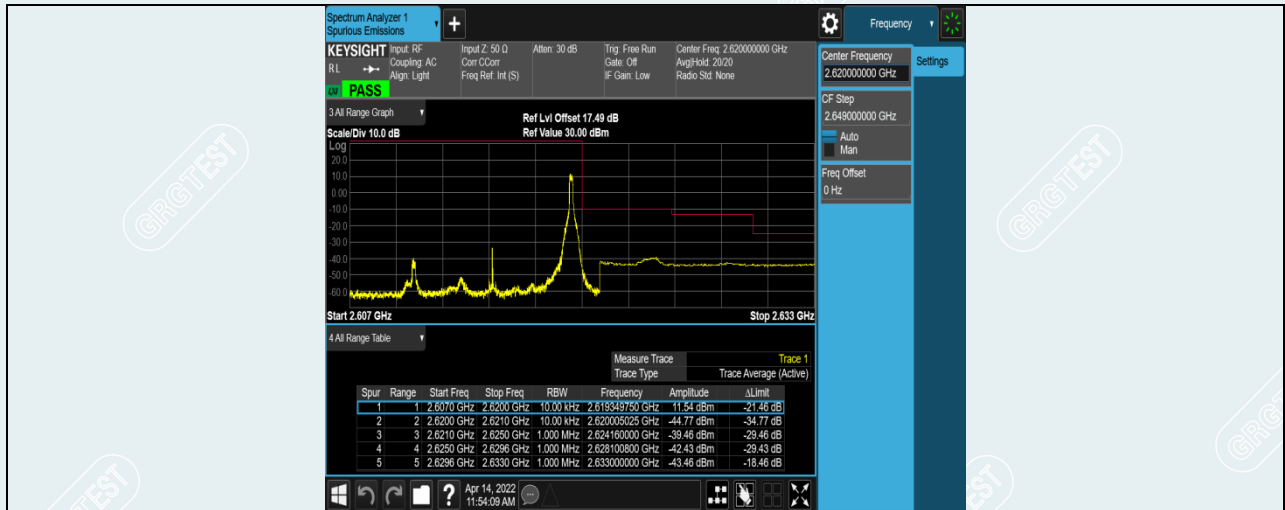 Spectrum Analyzer 1
Spurious Emissions
+
Frequency
KEYSIGHT Input: RF Input Z: 50 Ω Atten: 30 dB Trig: Free Run Center Freq: 2.620000000 GHz
RL Coupling: AC Corr CCorr Gate: Off Avg|Hold: 20/20
Align: Light Freq Ref: Int (S) IF Gain: Low Radio Std: None
PASS
Center Frequency
2.620000000 GHz
Settings
CF Step
2.649000000 GHz
Auto
Man
Freq Offset
0 Hz
3 All Range Graph
Ref Lvl Offset 17.49 dB
Scale/Div 10.0 dB Ref Value 30.00 dBm
Log
20.0
10.0
0.00
-10.0
-20.0
-30.0
-40.0
-50.0
-60.0
Start 2.607 GHz Stop 2.633 GHz
4 All Range Table
Measure Trace Trace 1
Trace Type Trace Average (Active)
Spur Range Start Freq Stop Freq RBW Frequency Amplitude ΔLimit
1 1 2.6070 GHz 2.6200 GHz 10.00 kHz 2.619349750 GHz 11.54 dBm -21.46 dB
2 2 2.6200 GHz 2.6210 GHz 10.00 kHz 2.620005025 GHz -44.77 dBm -34.77 dB
3 3 2.6210 GHz 2.6250 GHz 1.000 MHz 2.624160000 GHz -39.46 dBm -29.46 dB
4 4 2.6250 GHz 2.6296 GHz 1.000 MHz 2.628100800 GHz -42.43 dBm -29.43 dB
5 5 2.6296 GHz 2.6330 GHz 1.000 MHz 2.633000000 GHz -43.46 dBm -18.46 dB
?
Apr 14, 2022
11:54:09 AM
GRGTEST
GRGTEST
GRGTEST
GRGTEST
GRGTEST
GRGTEST